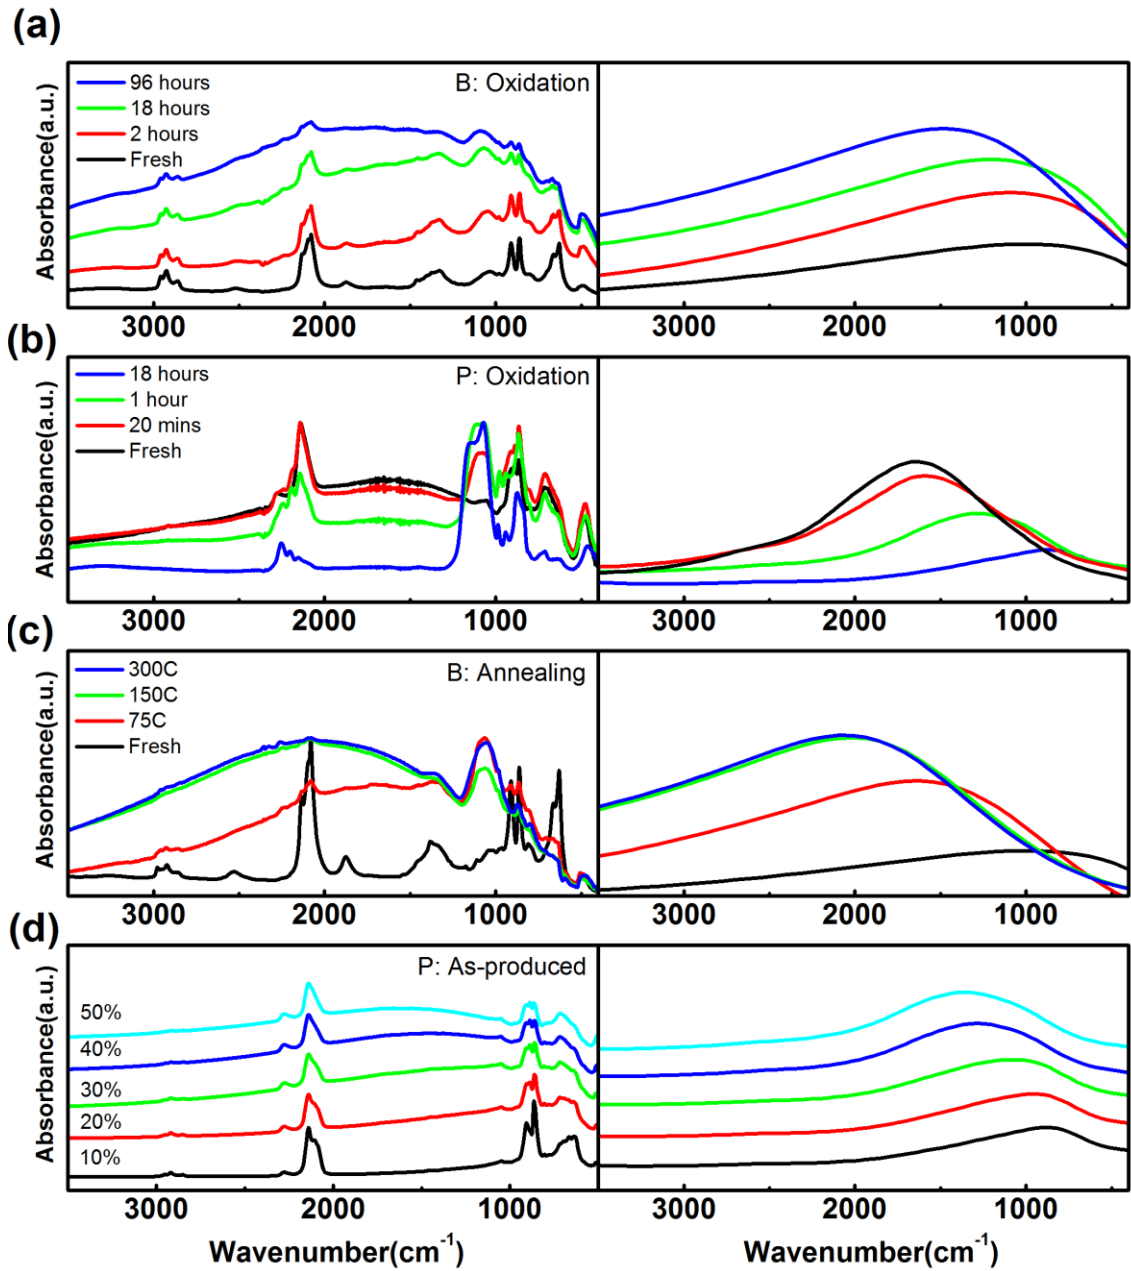 (a)
Absorbance(a.u.)
96 hours
18 hours
2 hours
Fresh
B: Oxidation
3000 2000 1000 3000 2000 1000
(b)
Absorbance(a.u.)
18 hours
1 hour
20 mins
Fresh
P: Oxidation
3000 2000 1000 3000 2000 1000
(c)
Absorbance(a.u.)
300C
150C
75C
Fresh
B: Annealing
3000 2000 1000 3000 2000 1000
(d)
Absorbance(a.u.)
P: As-produced
50%
40%
30%
20%
10%
3000 2000 1000 3000 2000 1000
Wavenumber(cm⁻¹) Wavenumber(cm⁻¹)